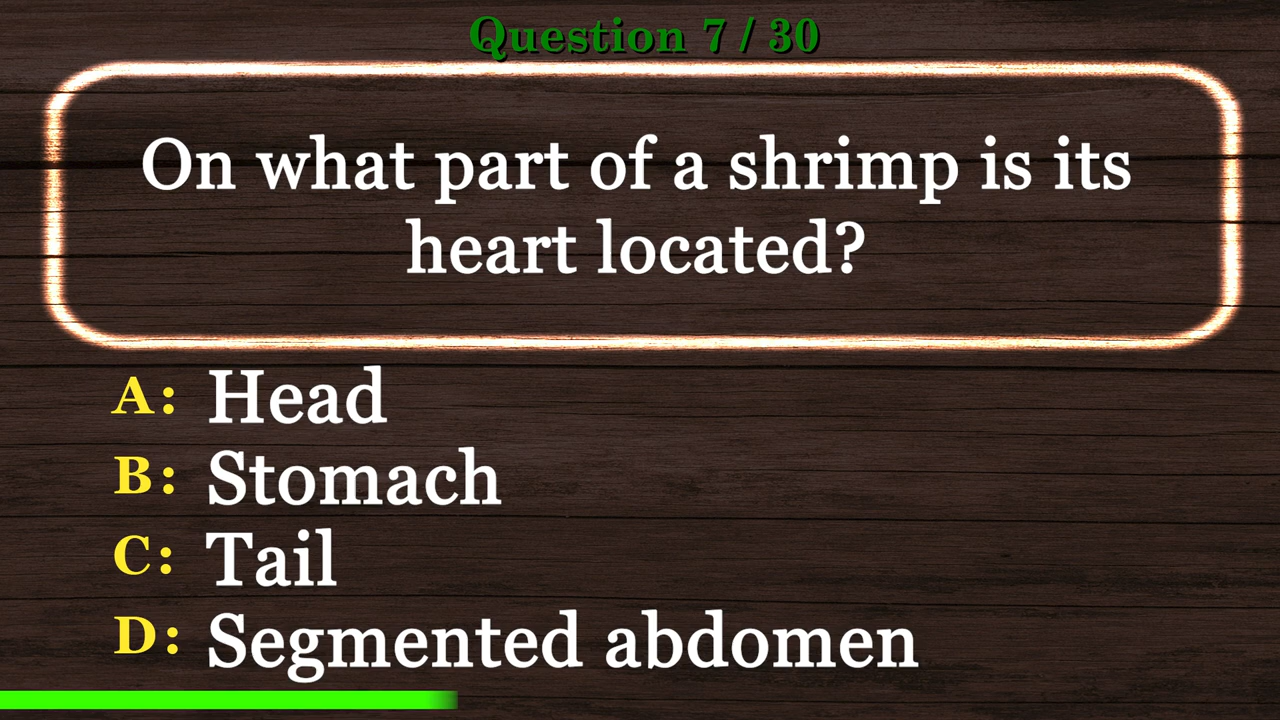 Question 7 / 30
On what part of a shrimp is its
heart located?
A: Head
B: Stomach
C: Tail
D: Segmented abdomen